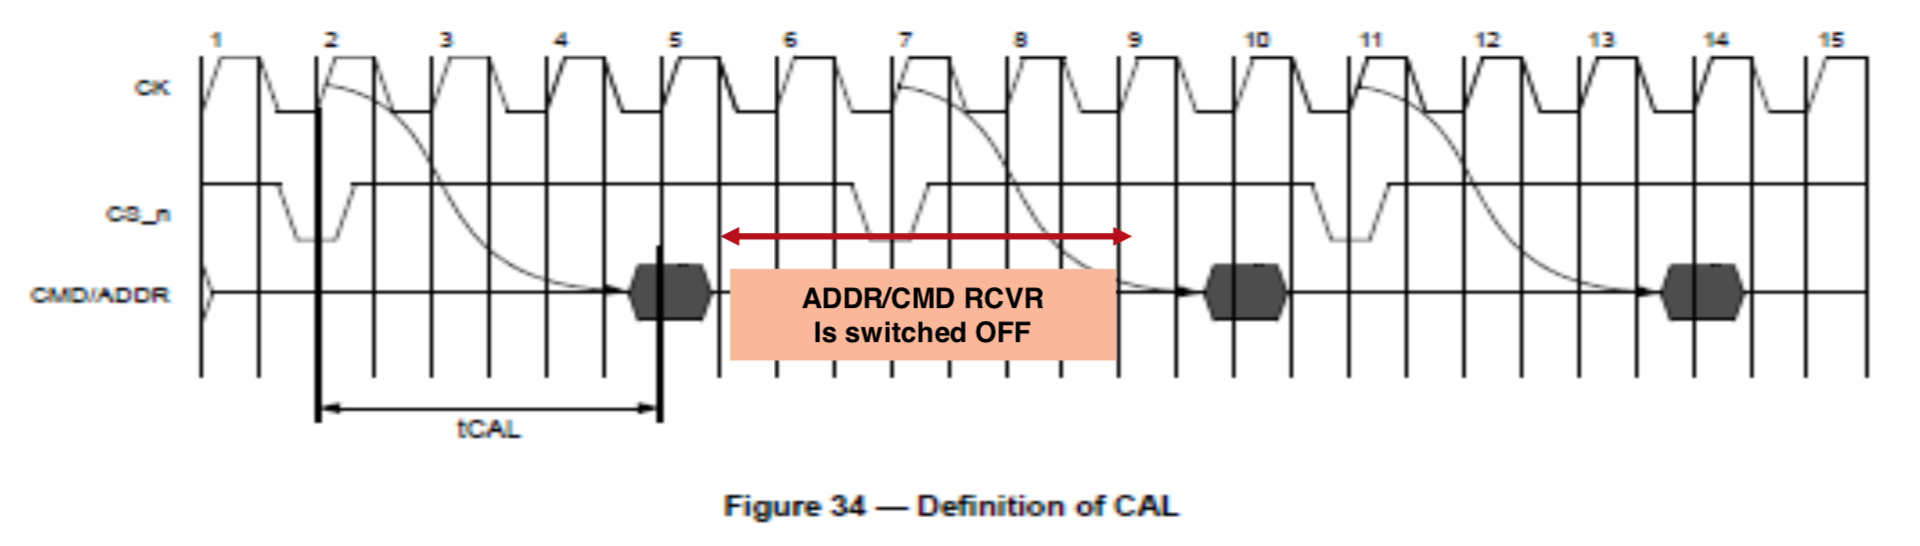 1 2 3 4 5 6 7 8 9 10 11 12 13 14 15
CK
CS_n
CMD/ADDR
ADDR/CMD RCVR
Is switched OFF
tCAL
Figure 34 — Definition of CAL